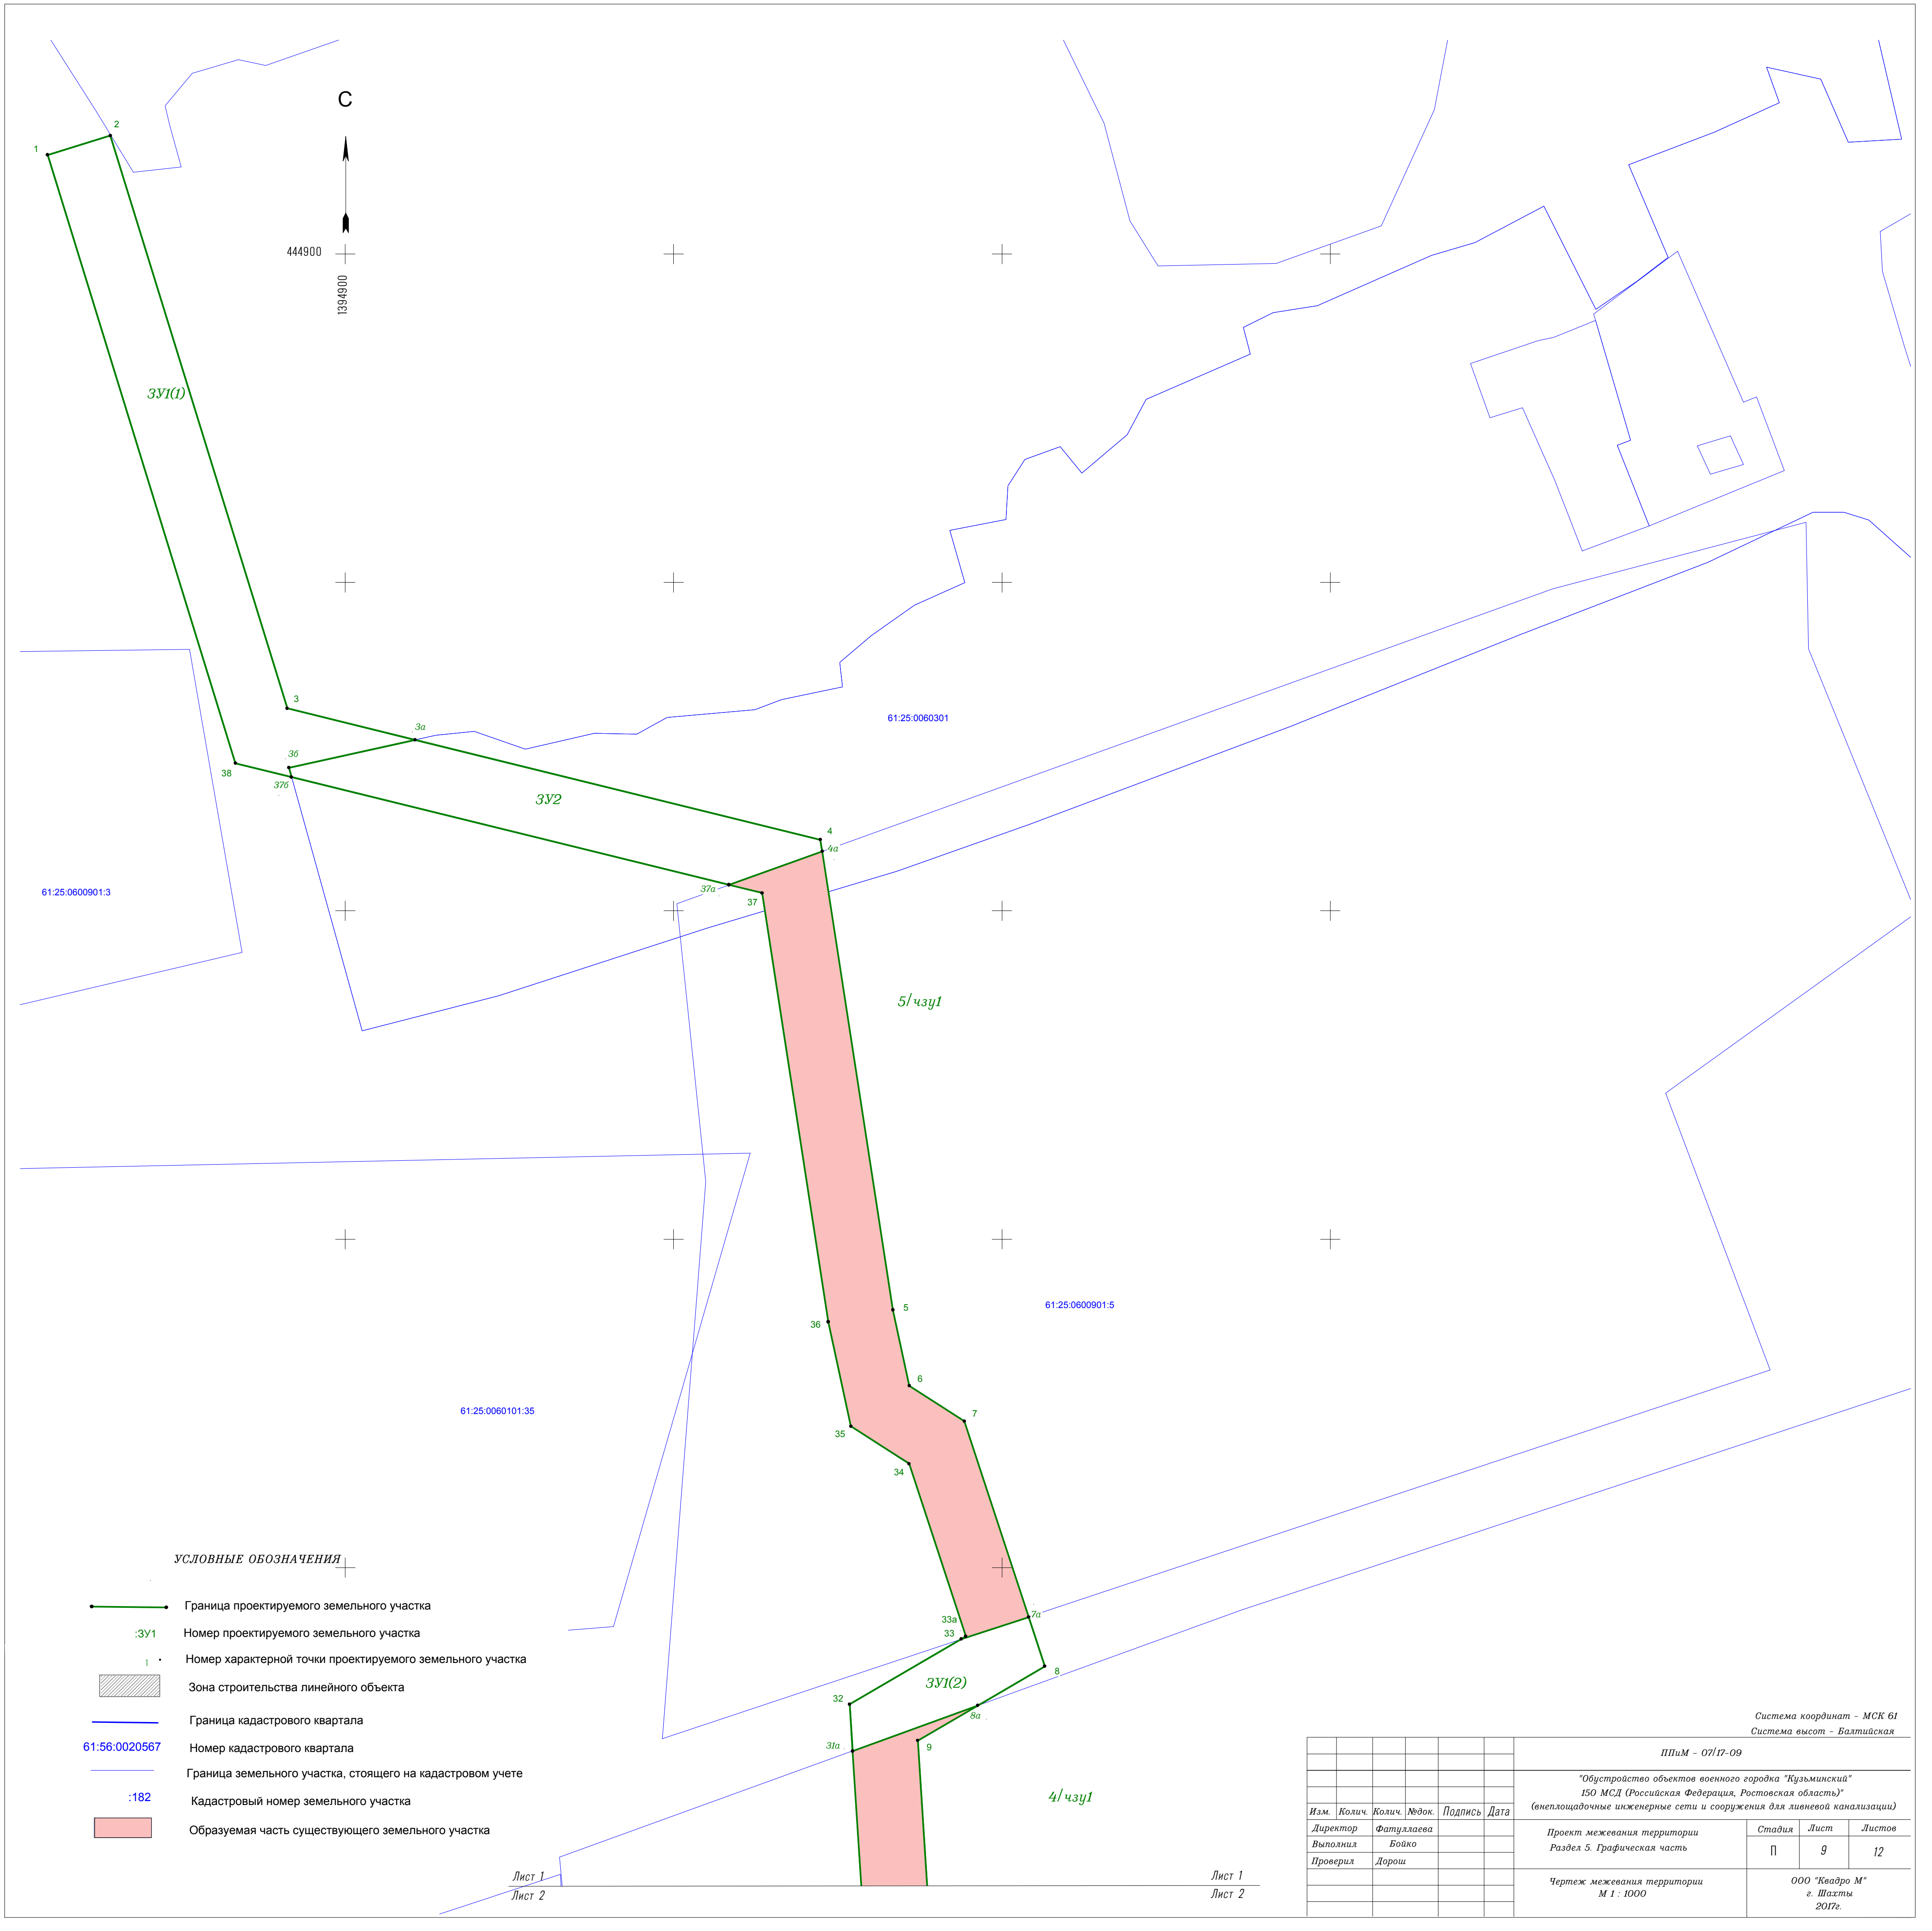 С
2
1
444900
1394900
ЗУ1(1)
3
3а
3б
38
37б
ЗУ2
61:25:0060301
4
4а
37а
37
61:25:0600901:3
5/чзу1
5
36
6
7
35
34
61:25:0600901:5
61:25:0060101:35
33а
33
7а
8
ЗУ1(2)
32
8а
31а
9
4/чзу1
УСЛОВНЫЕ ОБОЗНАЧЕНИЯ
Граница проектируемого земельного участка
:ЗУ1 Номер проектируемого земельного участка
1 Номер характерной точки проектируемого земельного участка
Зона строительства линейного объекта
Граница кадастрового квартала
61:56:0020567 Номер кадастрового квартала
Граница земельного участка, стоящего на кадастровом учете
:182 Кадастровый номер земельного участка
Образуемая часть существующего земельного участка
Лист 1
Лист 2
Лист 1
Лист 2
Система координат - МСК 61
Система высот - Балтийская
ППиМ - 07/17-09
"Обустройство объектов военного городка "Кузьминский"
150 МСД (Российская Федерация, Ростовская область)"
(внеплощадочные инженерные сети и сооружения для ливневой канализации)
Изм. Колич. Колич. №док. Подпись Дата
Директор Фатуллаева
Выполнил Бойко
Проверил Дорош
Проект межевания территории
Раздел 5. Графическая часть
Стадия Лист Листов
П 9 12
Чертеж межевания территории
М 1 : 1000
ООО "Квадро М"
г. Шахты
2017г.